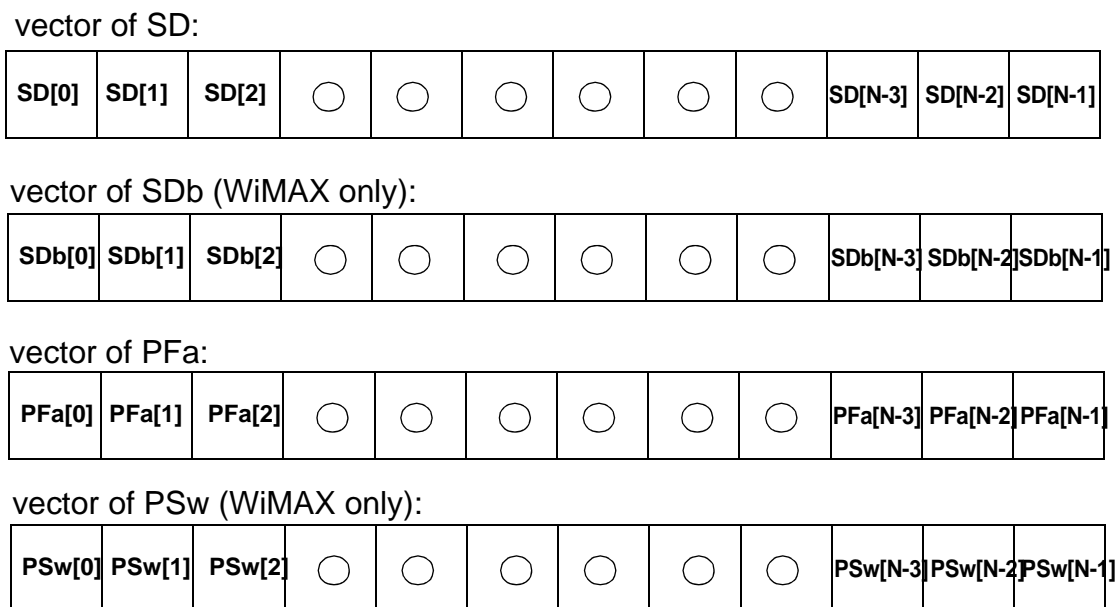 vector of SD:
SD[0] SD[1] SD[2] SD[N-3] SD[N-2] SD[N-1]
vector of SDb (WiMAX only):
SDb[0] SDb[1] SDb[2] SDb[N-3] SDb[N-2] SDb[N-1]
vector of PFa:
PFa[0] PFa[1] PFa[2] PFa[N-3] PFa[N-2] PFa[N-1]
vector of PSw (WiMAX only):
PSw[0] PSw[1] PSw[2] PSw[N-3] PSw[N-2] PSw[N-1]